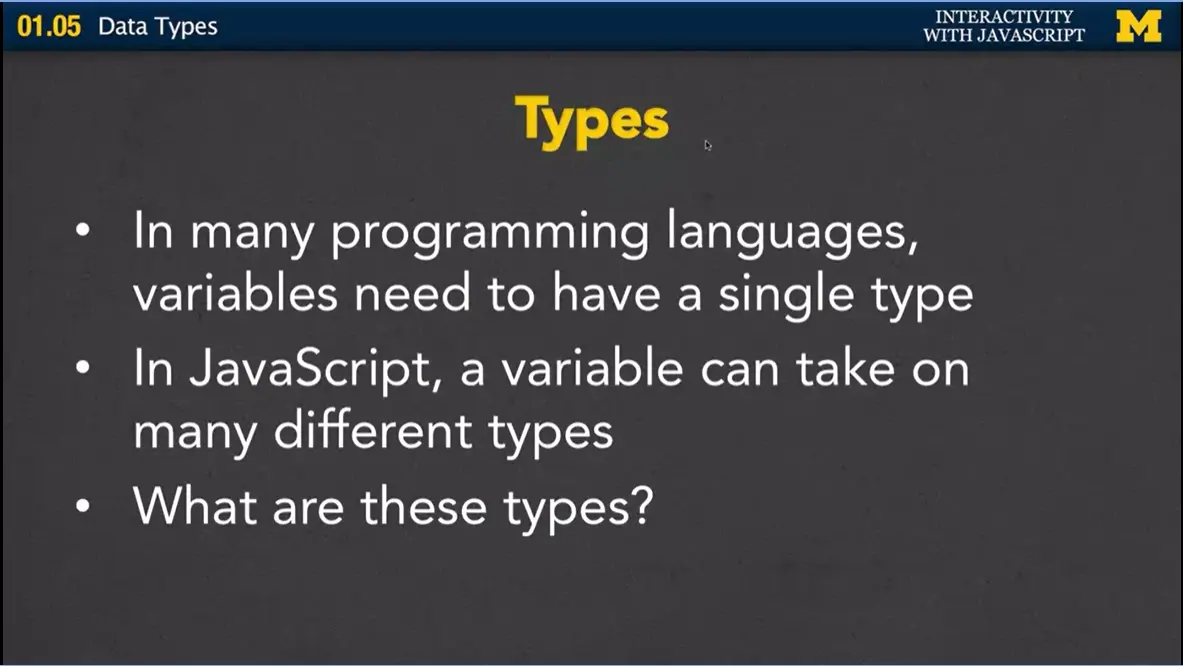 01.05 Data Types
INTERACTIVITY
WITH JAVASCRIPT
M
Types
• In many programming languages,
variables need to have a single type
• In JavaScript, a variable can take on
many different types
• What are these types?